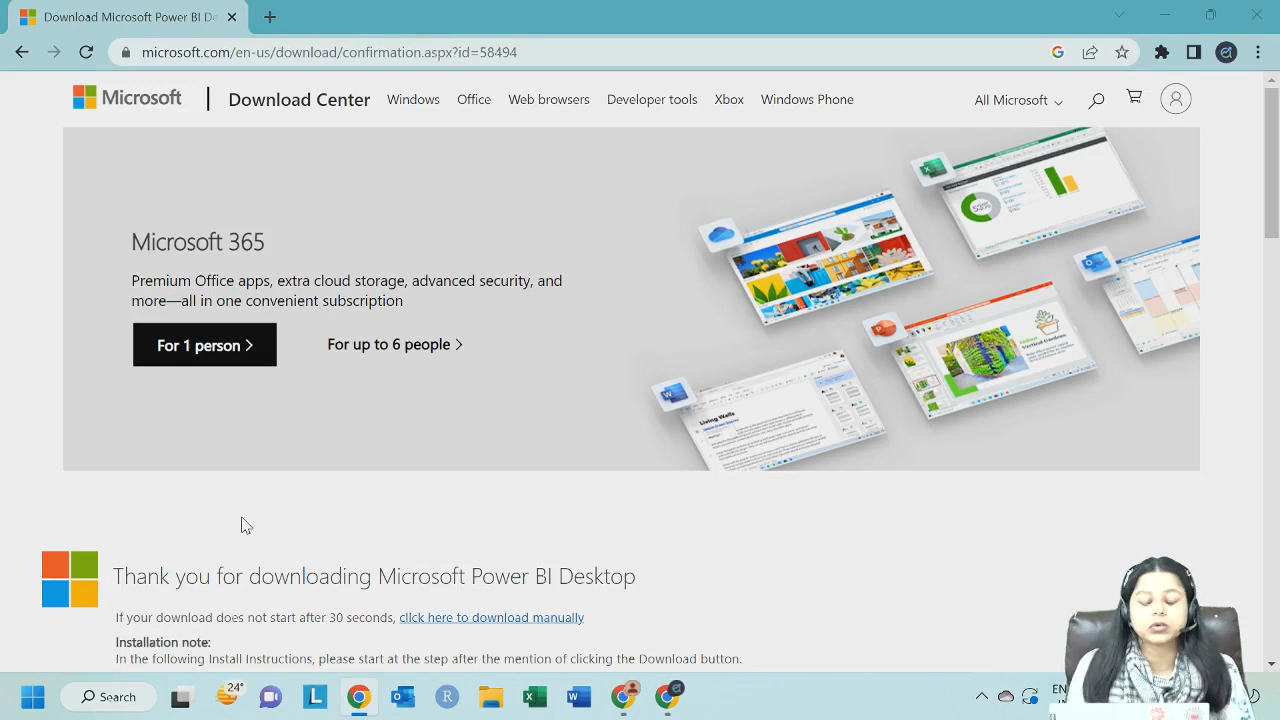 Download Microsoft Power BI De
microsoft.com/en-us/download/confirmation.aspx?id=58494
Microsoft
Download Center
Windows
Office
Web browsers
Developer tools
Xbox
Windows Phone
All Microsoft
Microsoft 365
Premium Office apps, extra cloud storage, advanced security, and
more—all in one convenient subscription
For 1 person
For up to 6 people
Living Walls
Vertical Gardens
Thank you for downloading Microsoft Power BI Desktop
If your download does not start after 30 seconds, click here to download manually
Installation note:
In the following Install Instructions, please start at the step after the mention of clicking the Download button.
Search
24°